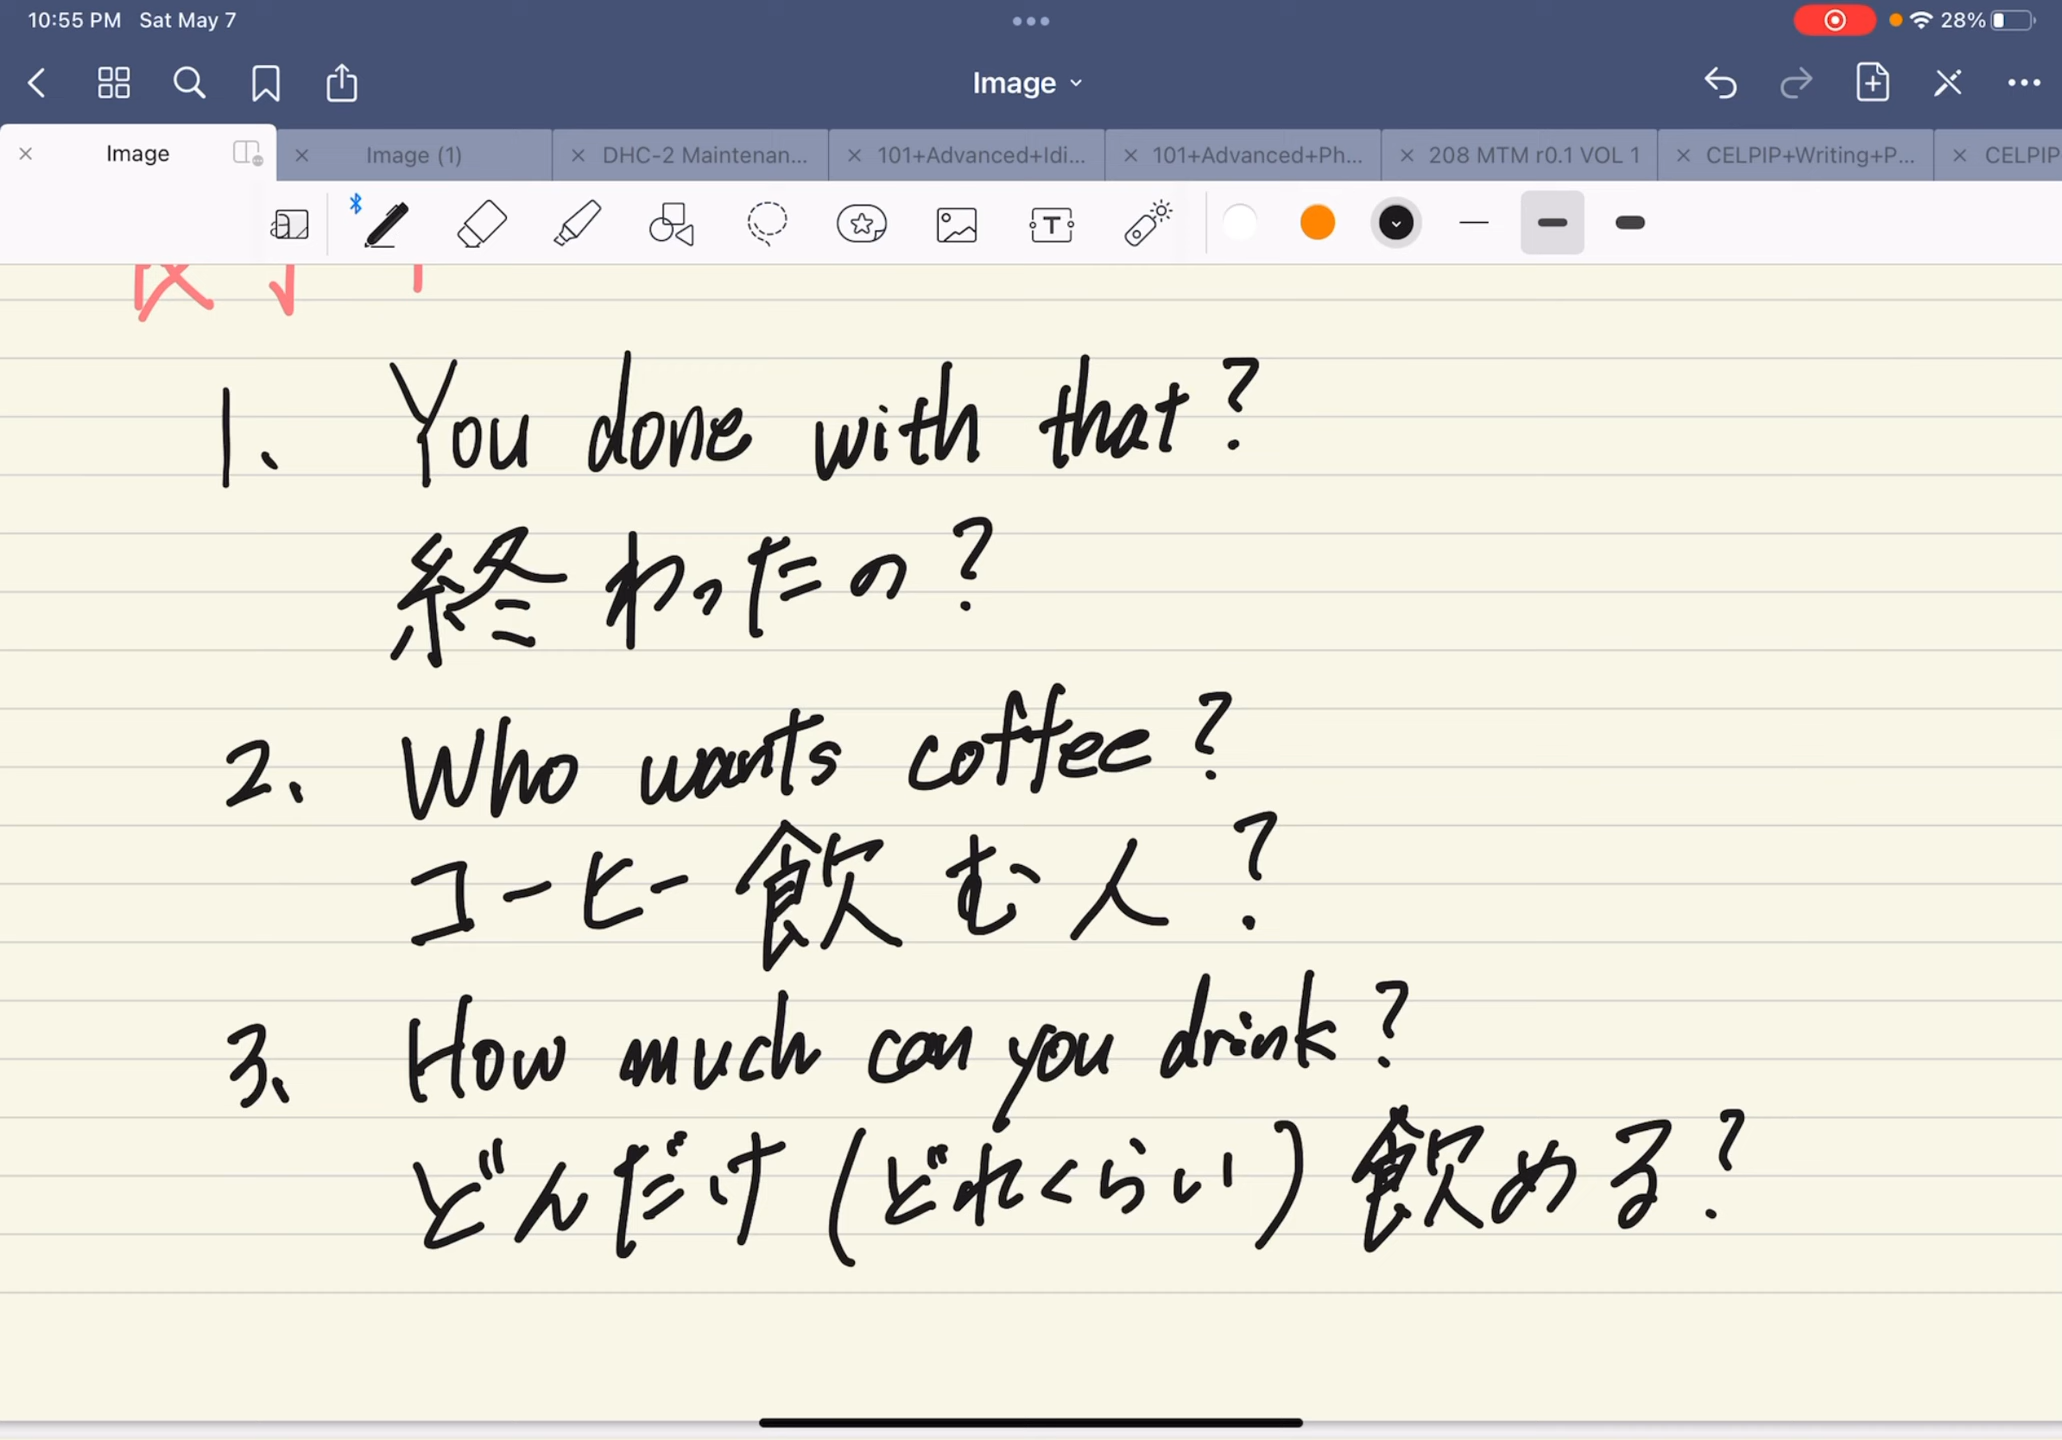 10:55 PM Sat May 7 28%
Image
Image Image (1) DHC-2 Maintenan... 101+Advanced+Idi... 101+Advanced+Ph... 208 MTM r0.1 VOL 1 CELPIP+Writing+P... CELPIP
1. You done with that?
終わったの?
2. Who wants coffee?
コーヒー飲む人?
3. How much can you drink?
どんだけ(どれくらい)飲める?